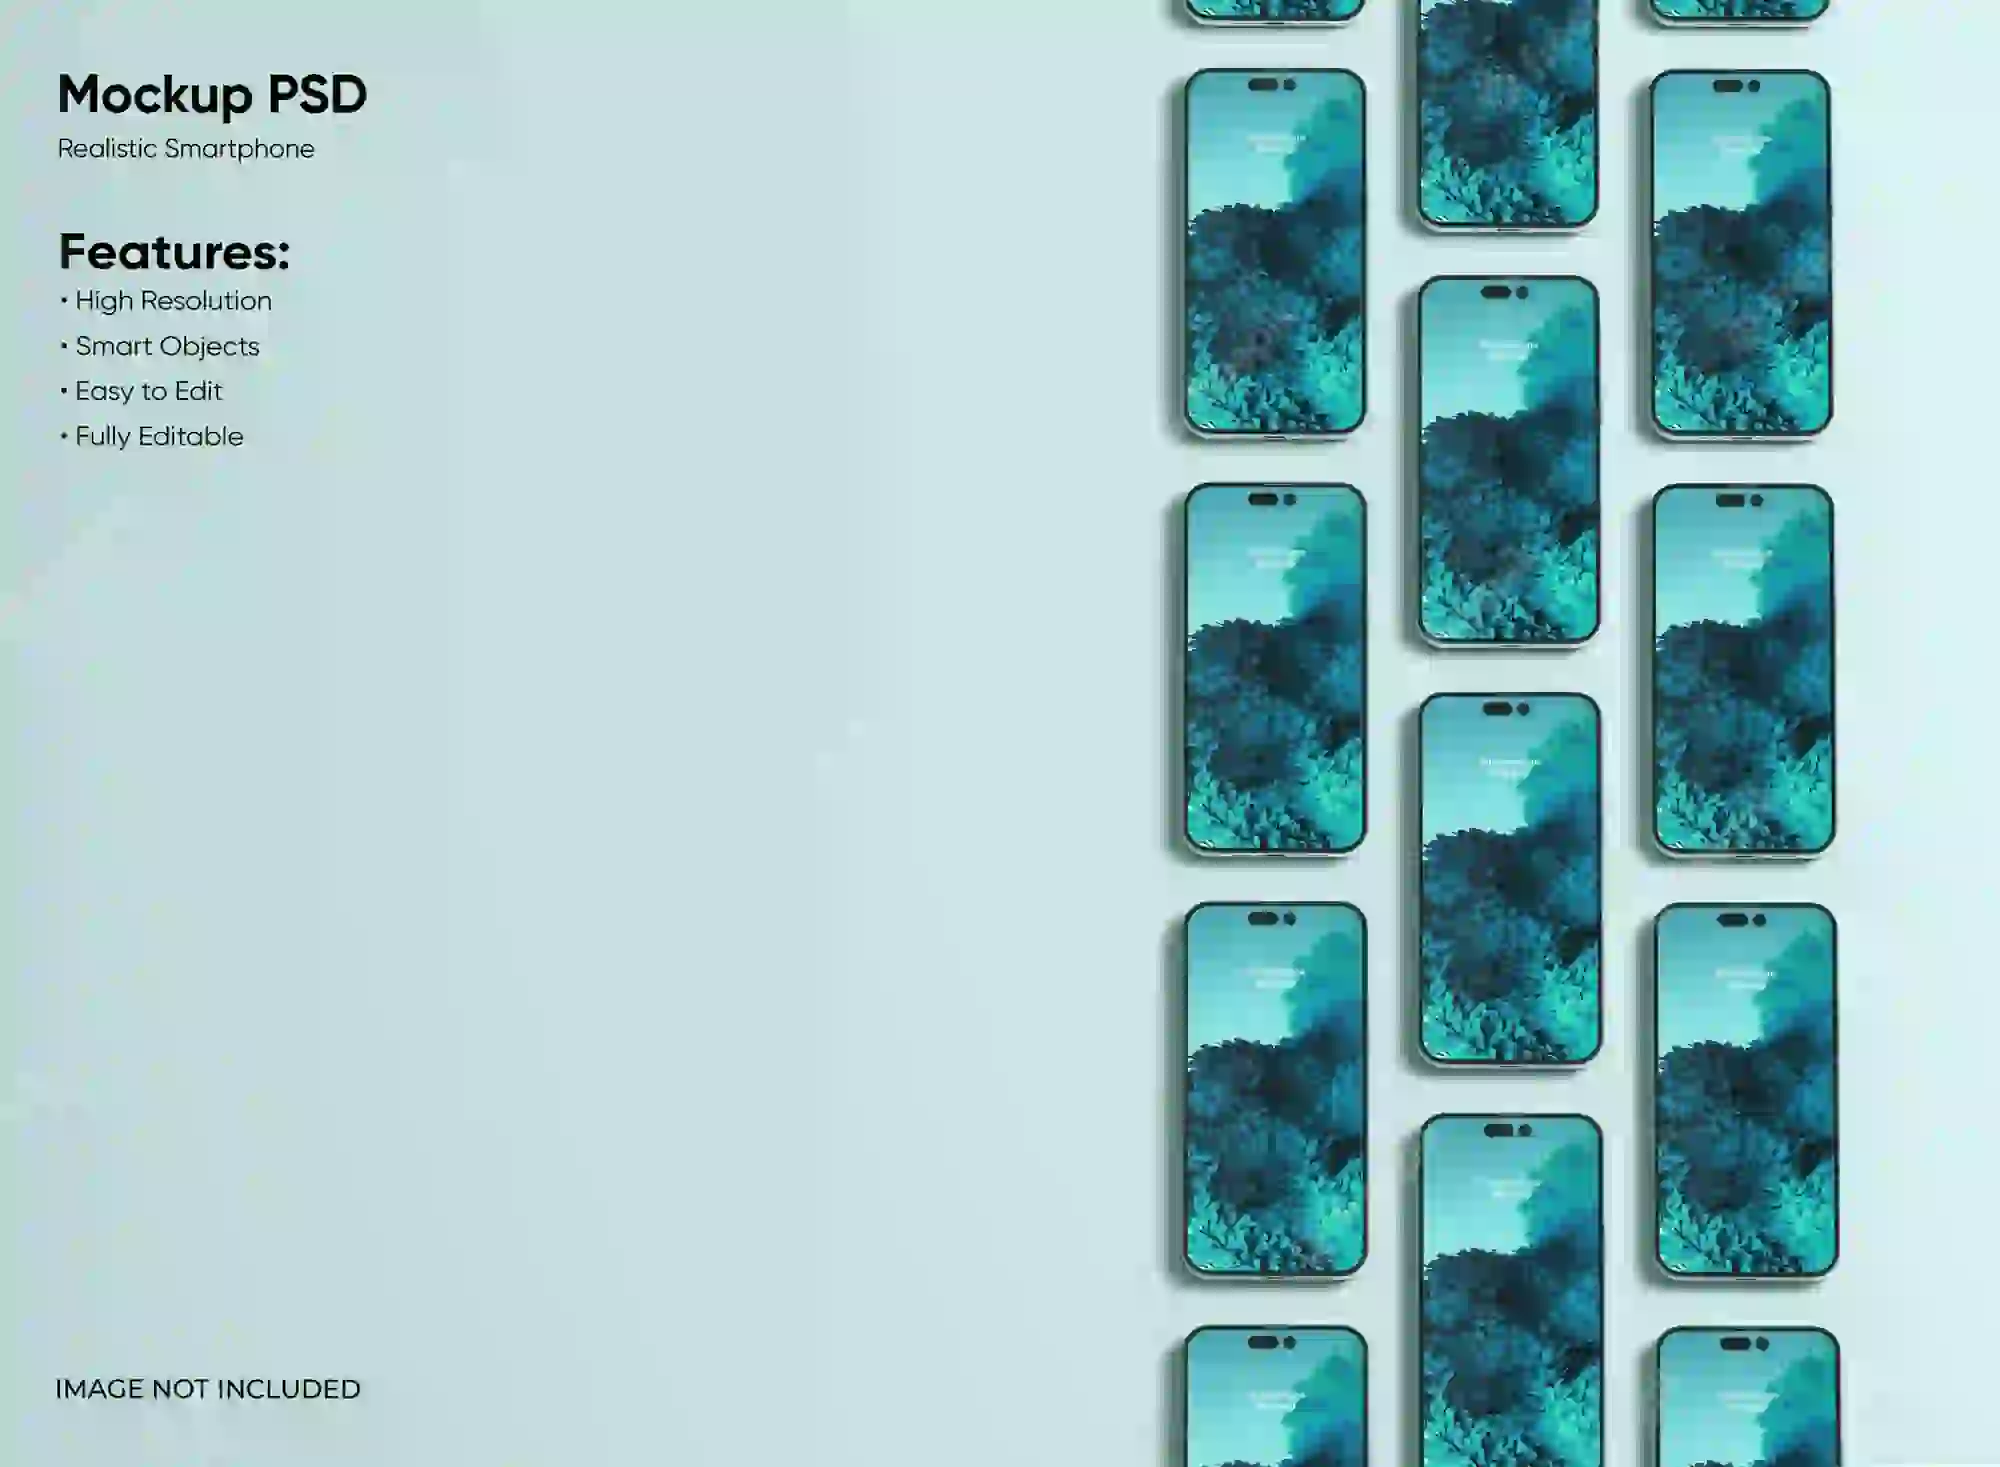 Mockup PSD
Realistic Smartphone
Features:
• High Resolution
• Smart Objects
• Easy to Edit
• Fully Editable
IMAGE NOT INCLUDED